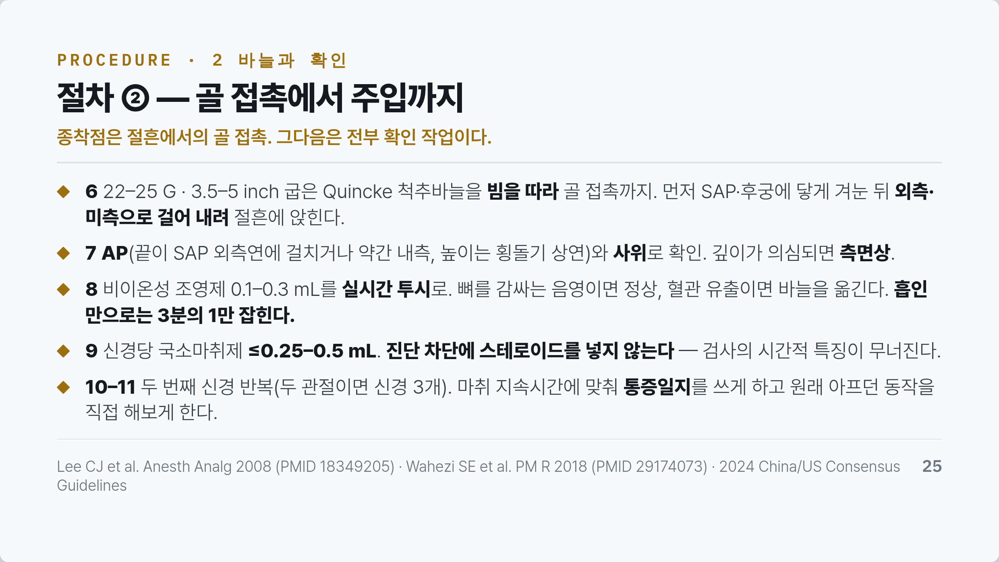 PROCEDURE · 2 바늘과 확인
절차 ② — 골 접촉에서 주입까지
종착점은 절흔에서의 골 접촉. 그다음은 전부 확인 작업이다.
◆ 6 22–25 G · 3.5–5 inch 굽은 Quincke 척추바늘을 빔을 따라 골 접촉까지. 먼저 SAP·후궁에 닿게 겨눈 뒤 외측·
미측으로 걸어 내려 절흔에 앉힌다.
◆ 7 AP(끝이 SAP 외측연에 걸치거나 약간 내측, 높이는 횡돌기 상연)와 사위로 확인. 깊이가 의심되면 측면상.
◆ 8 비이온성 조영제 0.1–0.3 mL를 실시간 투시로. 뼈를 감싸는 음영이면 정상, 혈관 유출이면 바늘을 옮긴다. 흡인
만으로는 3분의 1만 잡힌다.
◆ 9 신경당 국소마취제 ≤0.25–0.5 mL. 진단 차단에 스테로이드를 넣지 않는다 — 검사의 시간적 특징이 무너진다.
◆ 10–11 두 번째 신경 반복(두 관절이면 신경 3개). 마취 지속시간에 맞춰 통증일지를 쓰게 하고 원래 아프던 동작을
직접 해보게 한다.
Lee CJ et al. Anesth Analg 2008 (PMID 18349205) · Wahezi SE et al. PM R 2018 (PMID 29174073) · 2024 China/US Consensus
Guidelines
25